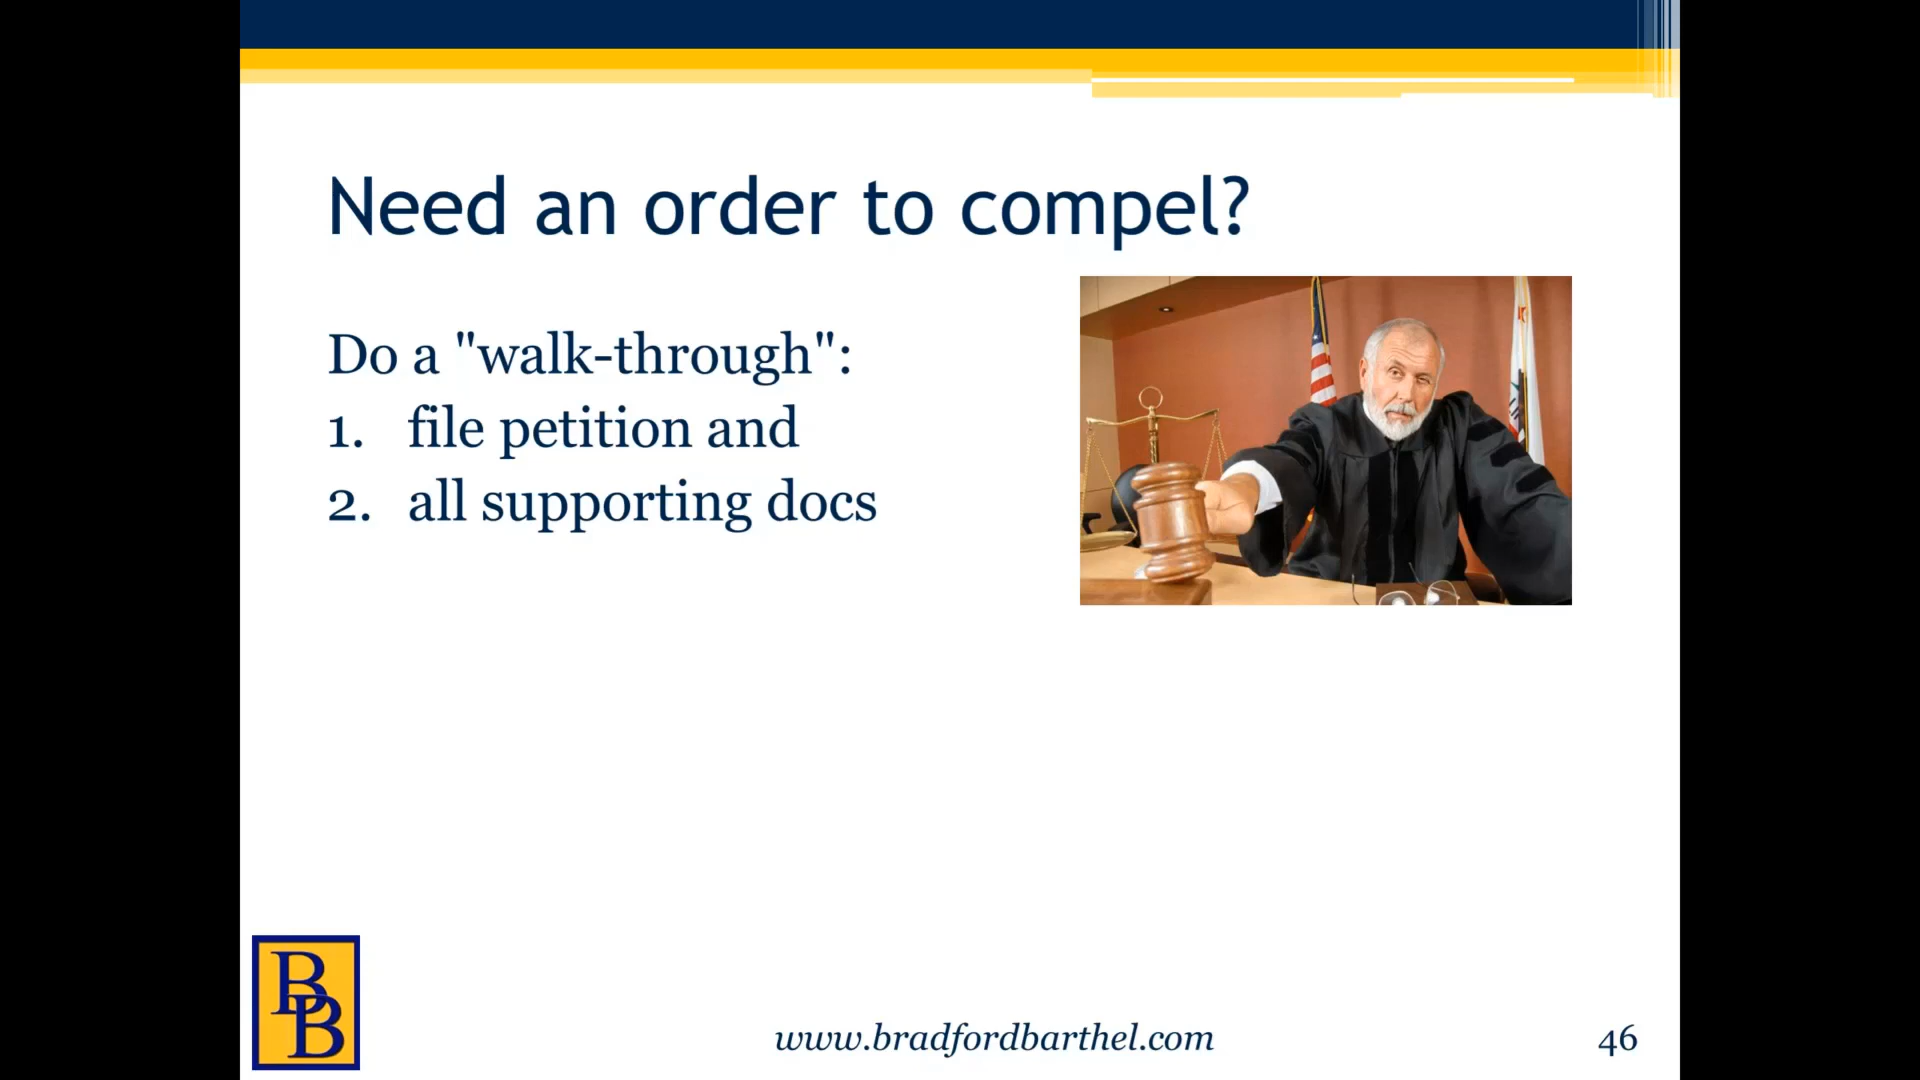 Need an order to compel?
Do a "walk-through":
1. file petition and
2. all supporting docs
BB
www.bradfordbarthel.com
46